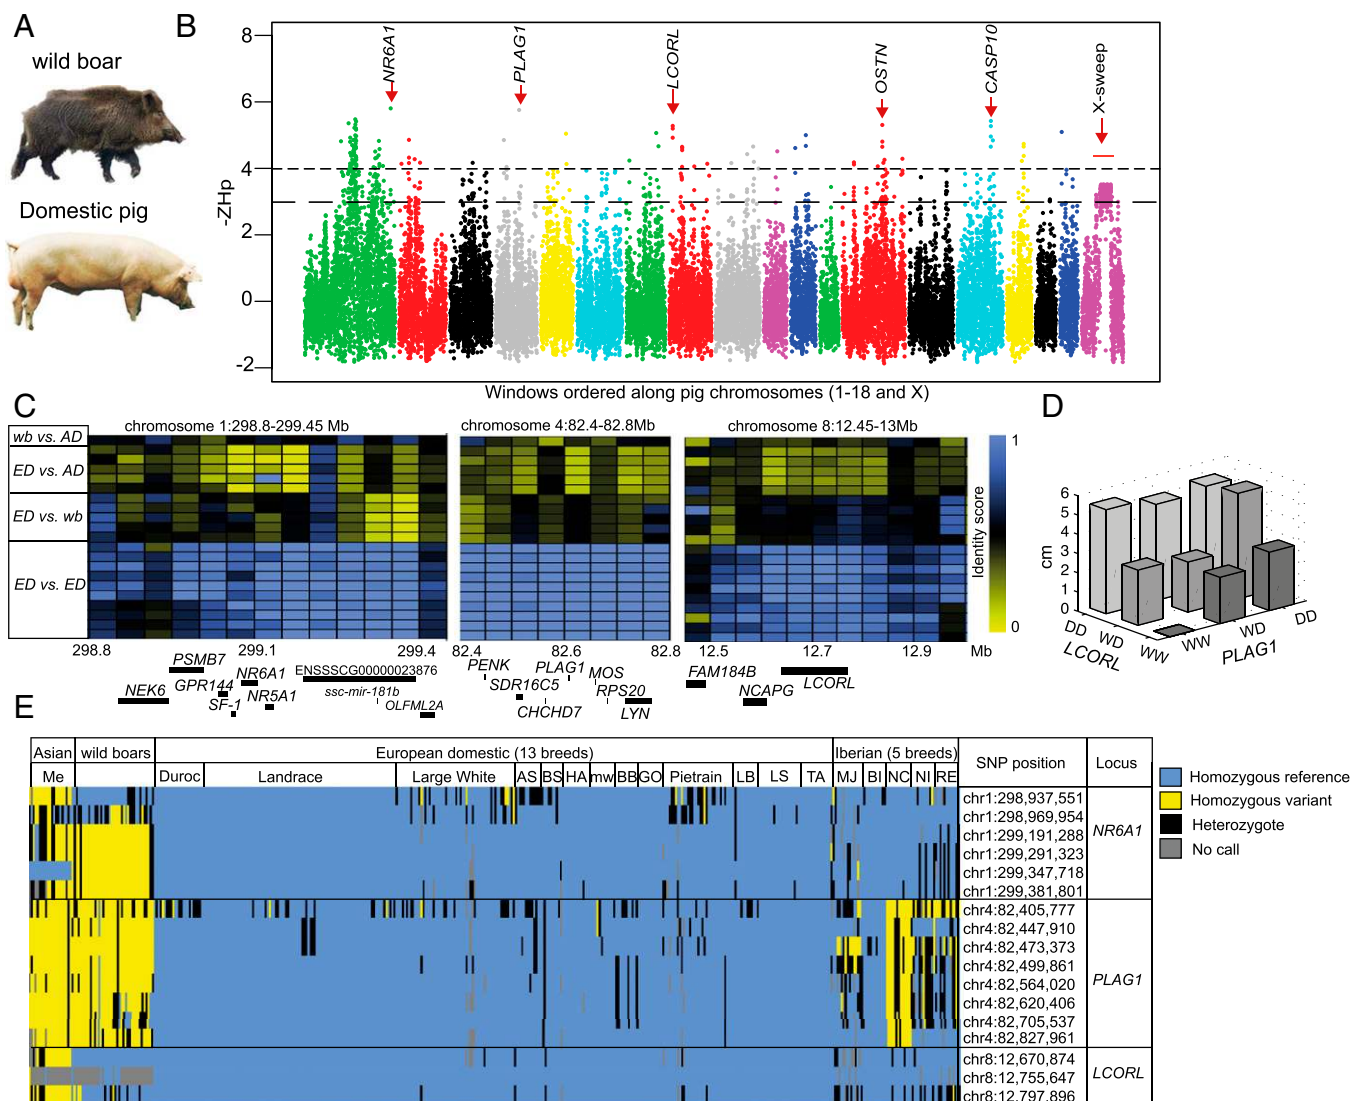 A
wild boar
Domestic pig
B
8
6
4
2
0
-2
-ZHp
NR6A1
PLAG1
LCORL
OSTN
CASP10
X-sweep
Windows ordered along pig chromosomes (1-18 and X)
C
chromosome 1:298.8-299.45 Mb
chromosome 4:82.4-82.8Mb
chromosome 8:12.45-13Mb
wb vs. AD
ED vs. AD
ED vs. wb
ED vs. ED
1
Identity score
0
298.8 299.1 299.4 82.4 82.6 82.8 12.5 12.7 12.9 Mb
PSMB7
NR6A1
ENSSSCG00000023876
GPR144
NEK6
SF-1
NR5A1
ssc-mir-181b
OLFML2A
PENK
PLAG1
MOS
SDR16C5
RPS20
CHCHD7
LYN
FAM184B
NCAPG
LCORL
D
6
5
4
3
2
1
0
cm
DD WD WW
LCORL
WW WD DD
PLAG1
E
Asian wild boars European domestic (13 breeds) Iberian (5 breeds) SNP position Locus
Me Duroc Landrace Large White AS BS HA mw BB GO Pietrain LB LS TA MJ BI NC NI RE
chr1:298,937,551
chr1:298,969,954
chr1:299,191,288
chr1:299,291,323
chr1:299,347,718
chr1:299,381,801
NR6A1
chr4:82,405,777
chr4:82,447,910
chr4:82,473,373
chr4:82,499,861
chr4:82,564,020
chr4:82,620,406
chr4:82,705,537
chr4:82,827,961
PLAG1
chr8:12,670,874
chr8:12,755,647
chr8:12,797,896
LCORL
Homozygous reference
Homozygous variant
Heterozygote
No call